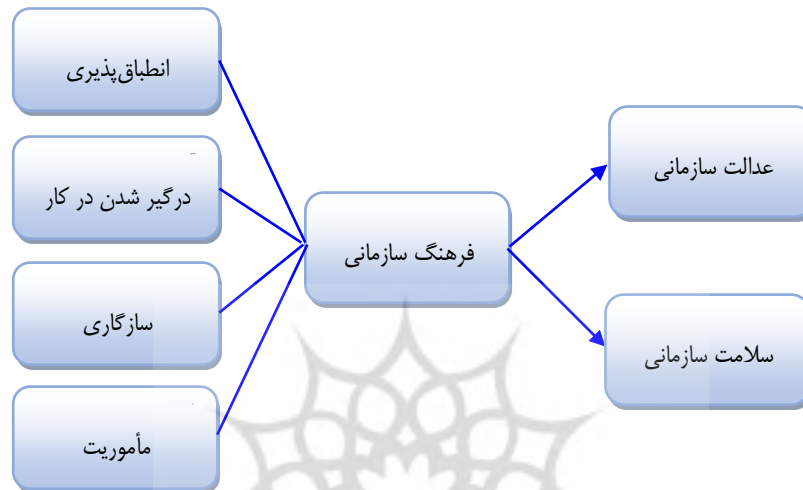 انطباق‌پذیری
درگیر شدن در کار
سازگاری
مأموریت
فرهنگ سازمانی
عدالت سازمانی
سلامت سازمانی